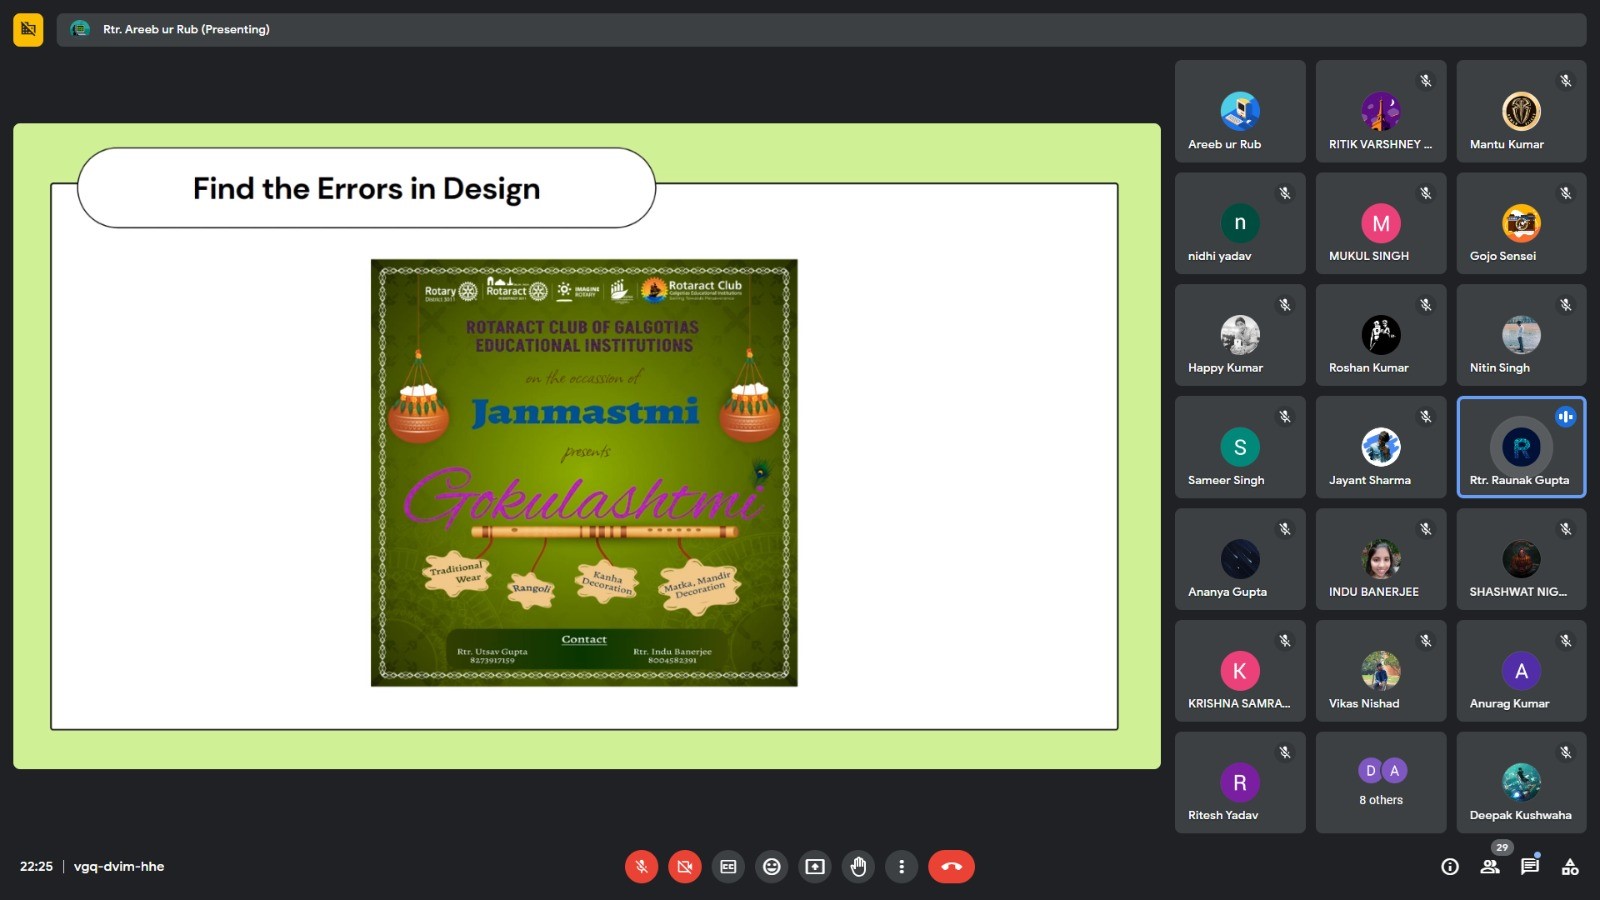 Rtr. Areeb ur Rub (Presenting)
Find the Errors in Design
Rotary
District 3011
Rotaract
IMAGINE
ROTARY
Rotaract Club
Galgotias Educational Institutions
ROTARACT CLUB OF GALGOTIAS
EDUCATIONAL INSTITUTIONS
on the occassion of
Janmastmi
presents
Gokulashtmi
Traditional
Wear
Rangoli
Kanha
Decoration
Matka, Mandir
Decoration
Contact
Rtr. Utsav Gupta
8273917159
Rtr. Indu Banerjee
8004582391
Areeb ur Rub
RITIK VARSHNEY ...
Mantu Kumar
n
nidhi yadav
M
MUKUL SINGH
Gojo Sensei
Happy Kumar
Roshan Kumar
Nitin Singh
S
Sameer Singh
Jayant Sharma
R
Rtr. Raunak Gupta
Ananya Gupta
INDU BANERJEE
SHASHWAT NIG...
K
KRISHNA SAMRA...
Vikas Nishad
A
Anurag Kumar
R
Ritesh Yadav
D A
8 others
Deepak Kushwaha
22:25 | vgq-dvim-hhe
29